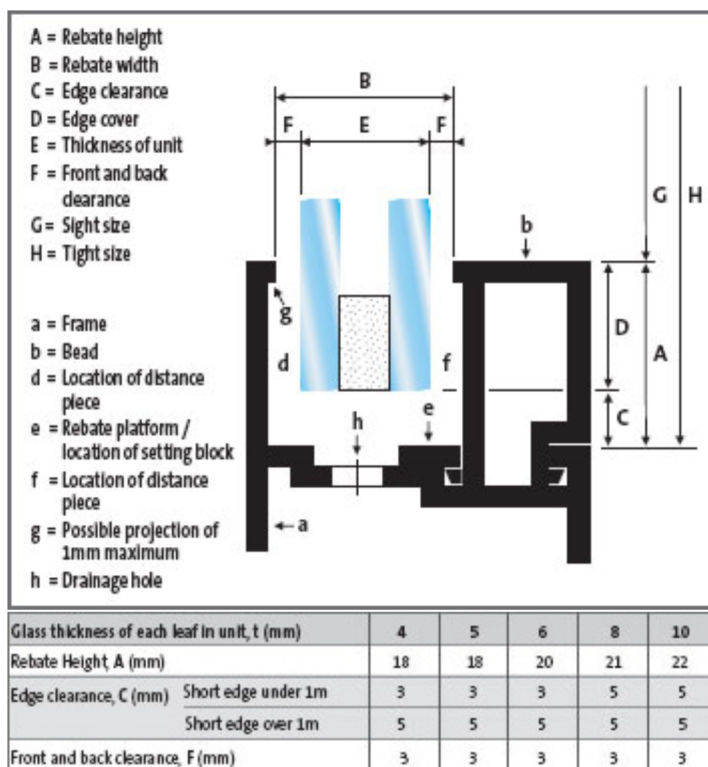 A = Rebate height
B = Rebate width
C = Edge clearance
D = Edge cover
E = Thickness of unit
F = Front and back
clearance
G = Sight size
H = Tight size
a = Frame
b = Bead
d = Location of distance
piece
e = Rebate platform /
location of setting block
f = Location of distance
piece
g = Possible projection of
1mm maximum
h = Drainage hole
B
F E F
G H
b
g
d f
D
A
h e
C
a
Glass thickness of each leaf in unit, t (mm) 4 5 6 8 10
Rebate Height, A (mm) 18 18 20 21 22
Edge clearance, C (mm) Short edge under 1m 3 3 3 5 5
Short edge over 1m 5 5 5 5 5
Front and back clearance, F (mm) 3 3 3 3 3